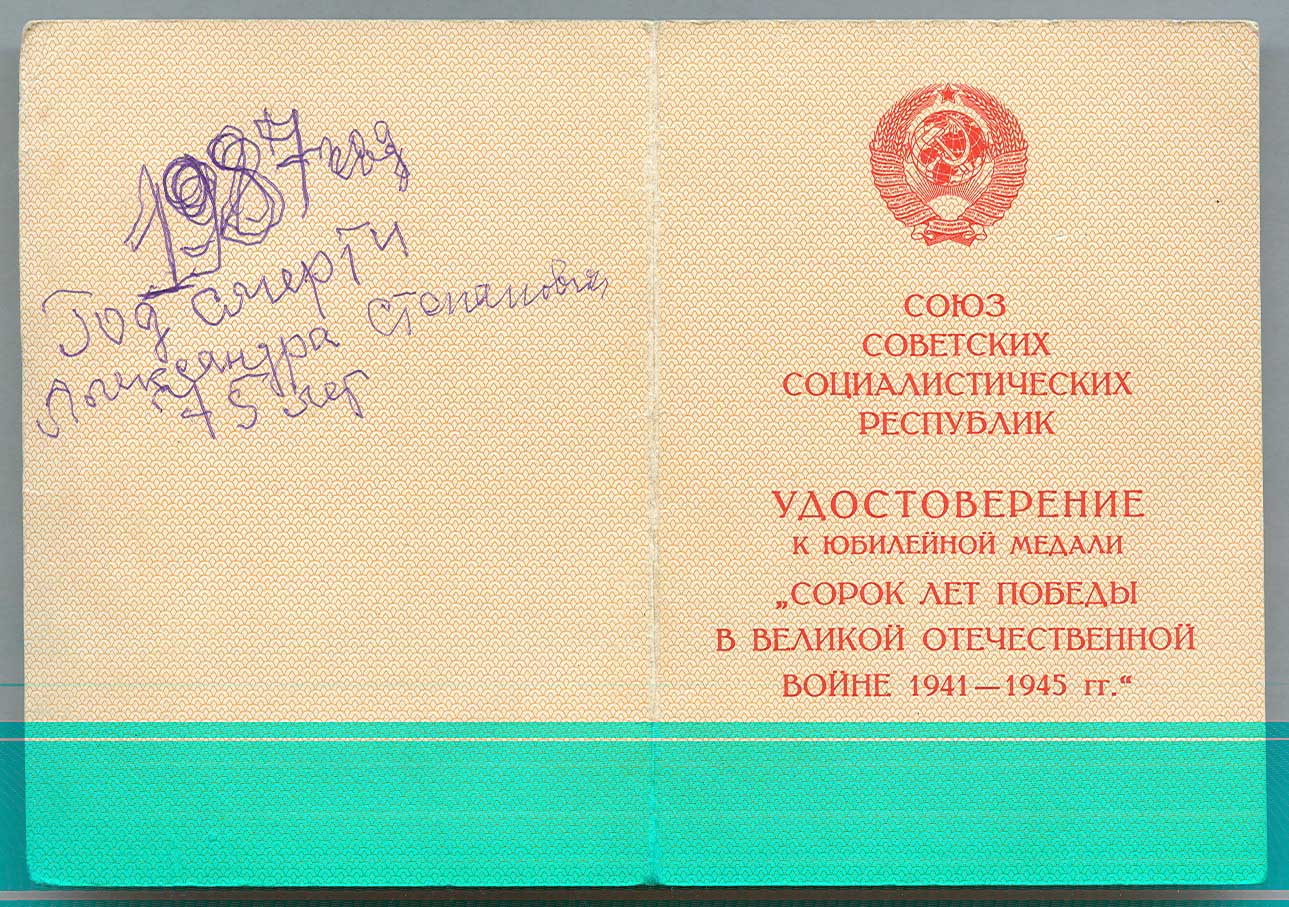 1987 год
Год смерти
Александра Степановича
75 лет
СОЮЗ
СОВЕТСКИХ
СОЦИАЛИСТИЧЕСКИХ
РЕСПУБЛИК
УДОСТОВЕРЕНИЕ
К ЮБИЛЕЙНОЙ МЕДАЛИ
„СОРОК ЛЕТ ПОБЕДЫ
В ВЕЛИКОЙ ОТЕЧЕСТВЕННОЙ
ВОЙНЕ 1941—1945 гг.“